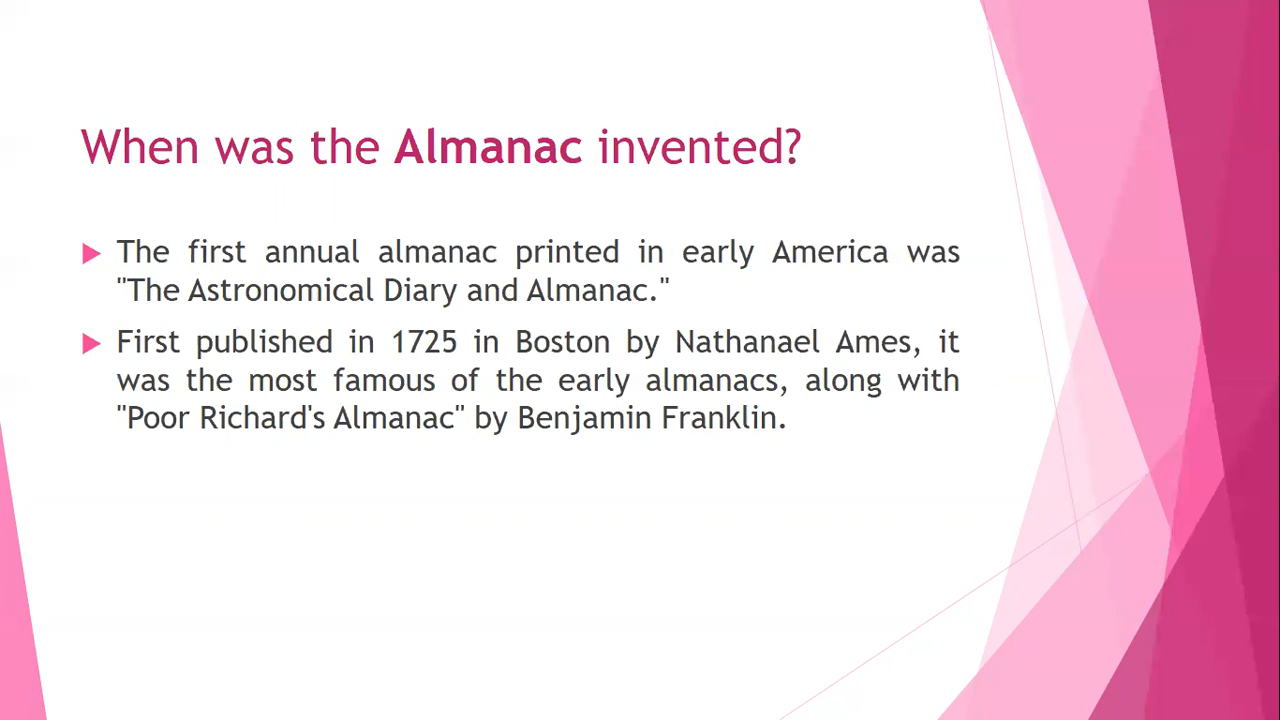 When was the Almanac invented?
The first annual almanac printed in early America was
"The Astronomical Diary and Almanac."
First published in 1725 in Boston by Nathanael Ames, it
was the most famous of the early almanacs, along with
"Poor Richard's Almanac" by Benjamin Franklin.